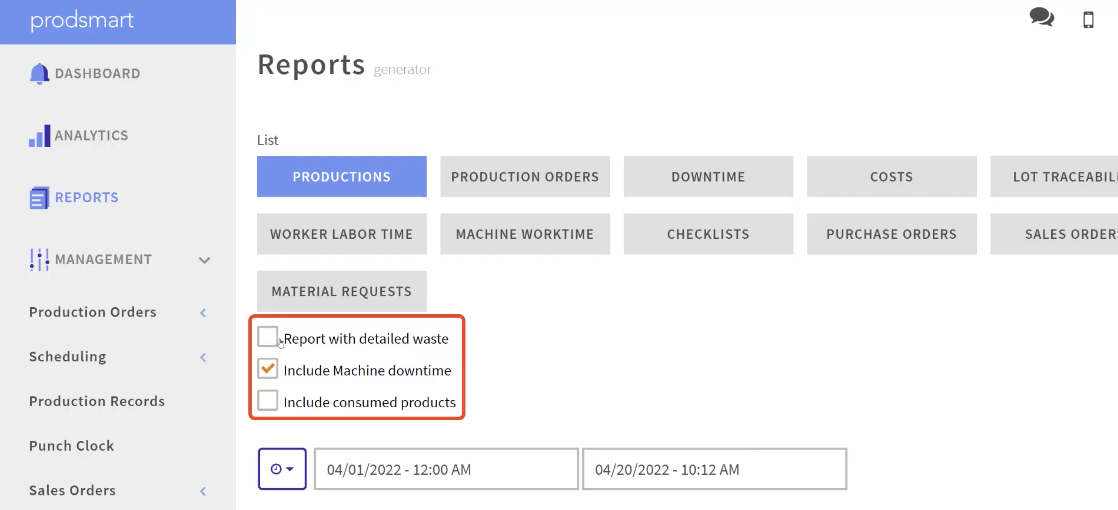 prodsmart
DASHBOARD
ANALYTICS
REPORTS
MANAGEMENT
Production Orders
Scheduling
Production Records
Punch Clock
Sales Orders
Reports generator
List
PRODUCTIONS PRODUCTION ORDERS DOWNTIME COSTS LOT TRACEABIL
WORKER LABOR TIME MACHINE WORKTIME CHECKLISTS PURCHASE ORDERS SALES ORDER
MATERIAL REQUESTS
Report with detailed waste
Include Machine downtime
Include consumed products
04/01/2022 - 12:00 AM 04/20/2022 - 10:12 AM